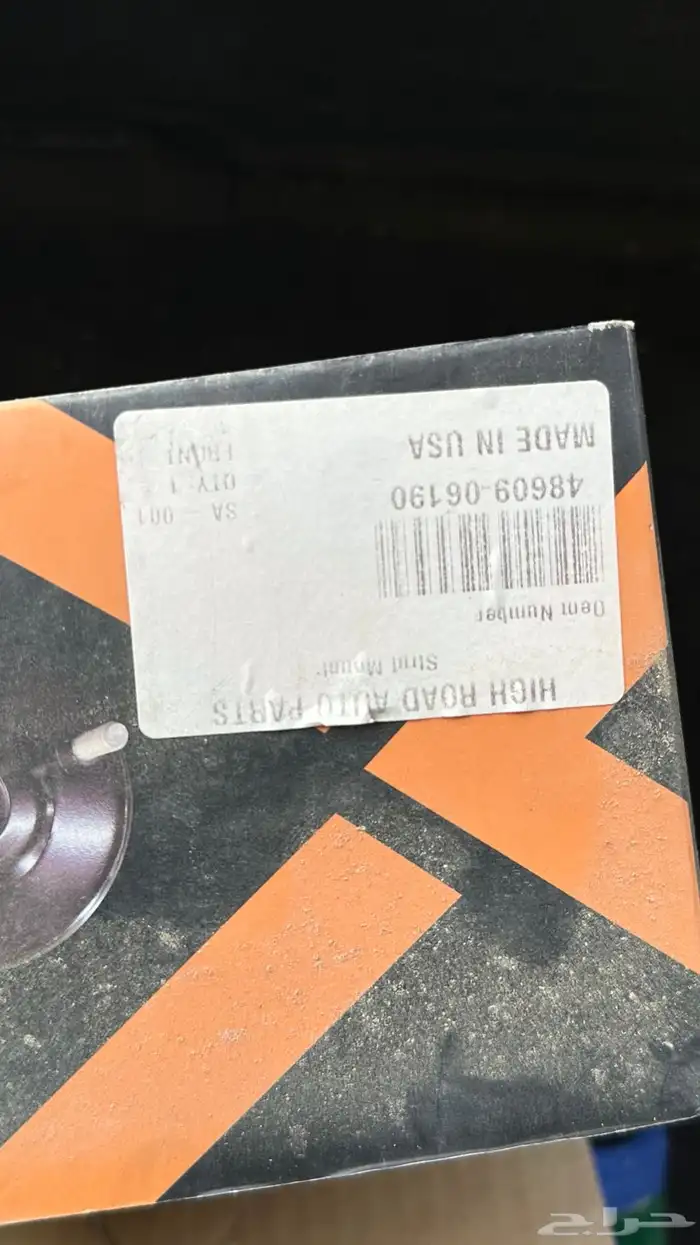 HIGH ROAD AUTO PARTS
Strut Mount
Oem Number
48609-06190
MADE IN USA
SA - 001
QTY: 1
FRONT
حراج